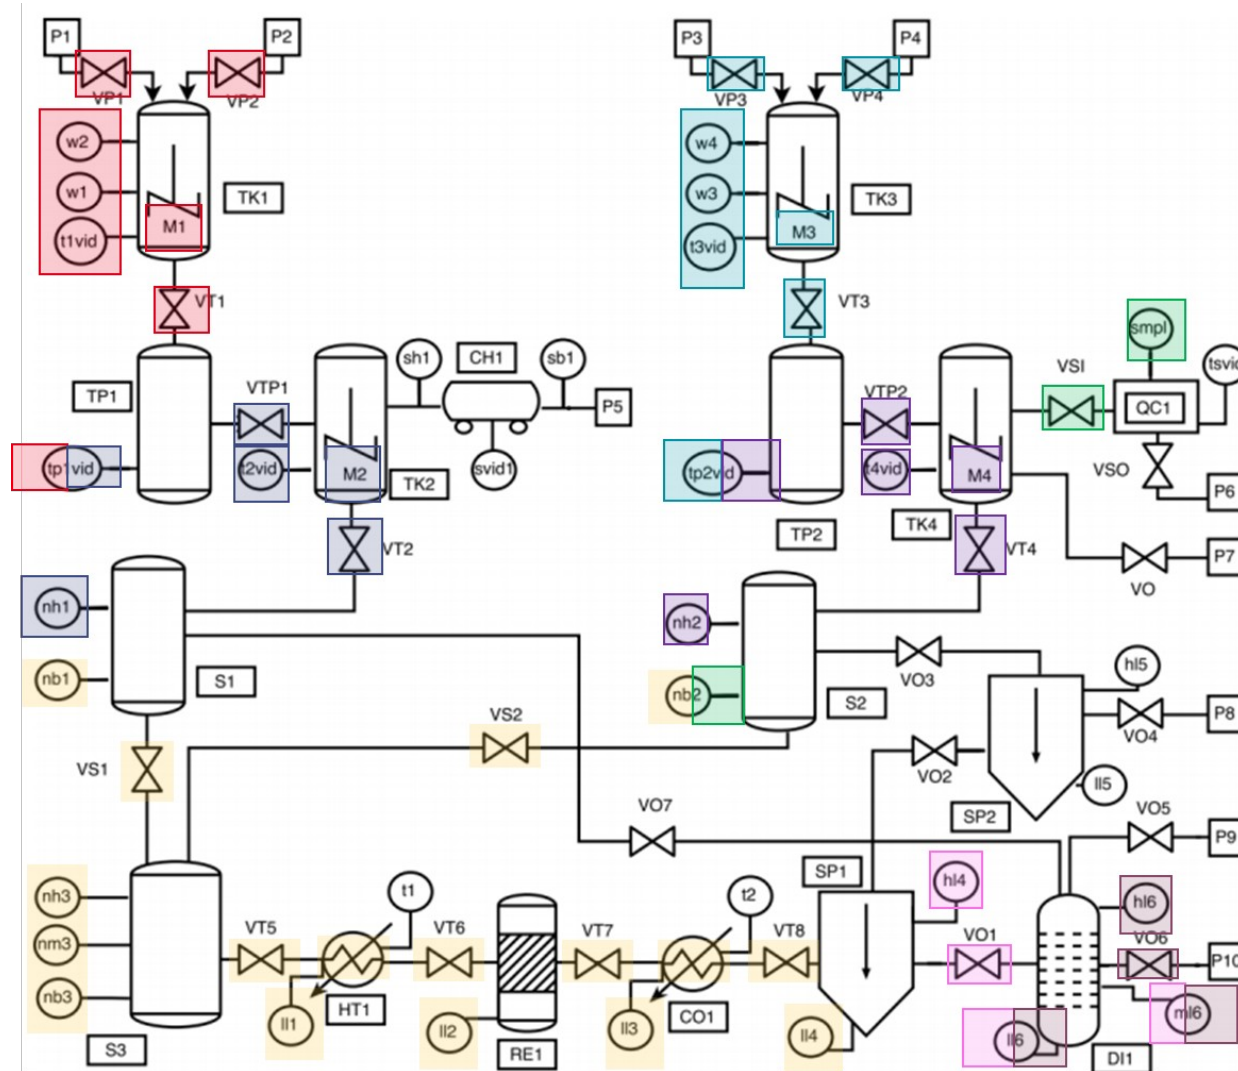 P1 P2 P3 P4
VP1 VP2 VP3 VP4
w2 w4
w1 TK1 w3 TK3
M1 M3
t1vid t3vid
VT1 VT3
smpl
sh1 CH1 sb1 VSI tsvid
TP1 VTP1 VTP2
P5 QC1
tp1vid t2vid M2 svid1 tp2vid t4vid M4 VSO
TK2 P6
TP2 TK4
VT2 VT4 P7
VO
nh1 nh2
nb1 S1 nb2 VO3 hl5
S2
VS2 P8
VO4
VS1 VO2
ll5
VO7 SP2 VO5
P9
SP1
nh3 t1 t2 hl4 hl6
VT5 VT6 VT7 VT8 VO1 VO6
nm3 P10
nb3
HT1 CO1 ml6
ll1 ll2 ll3 ll4 ll6
S3 RE1 DI1